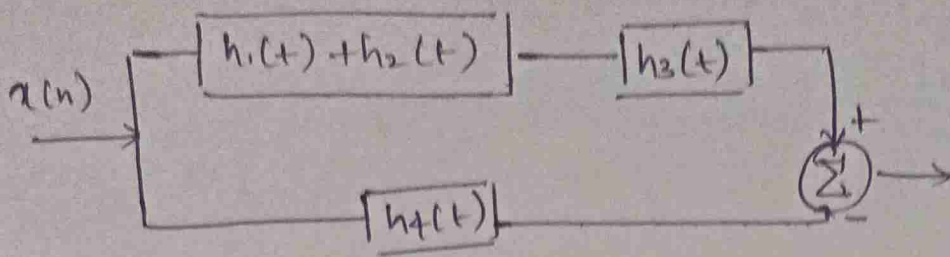 h₁(t) + h₂(t)
h₃(t)
x(n)
+
Σ
-
h₄(t)